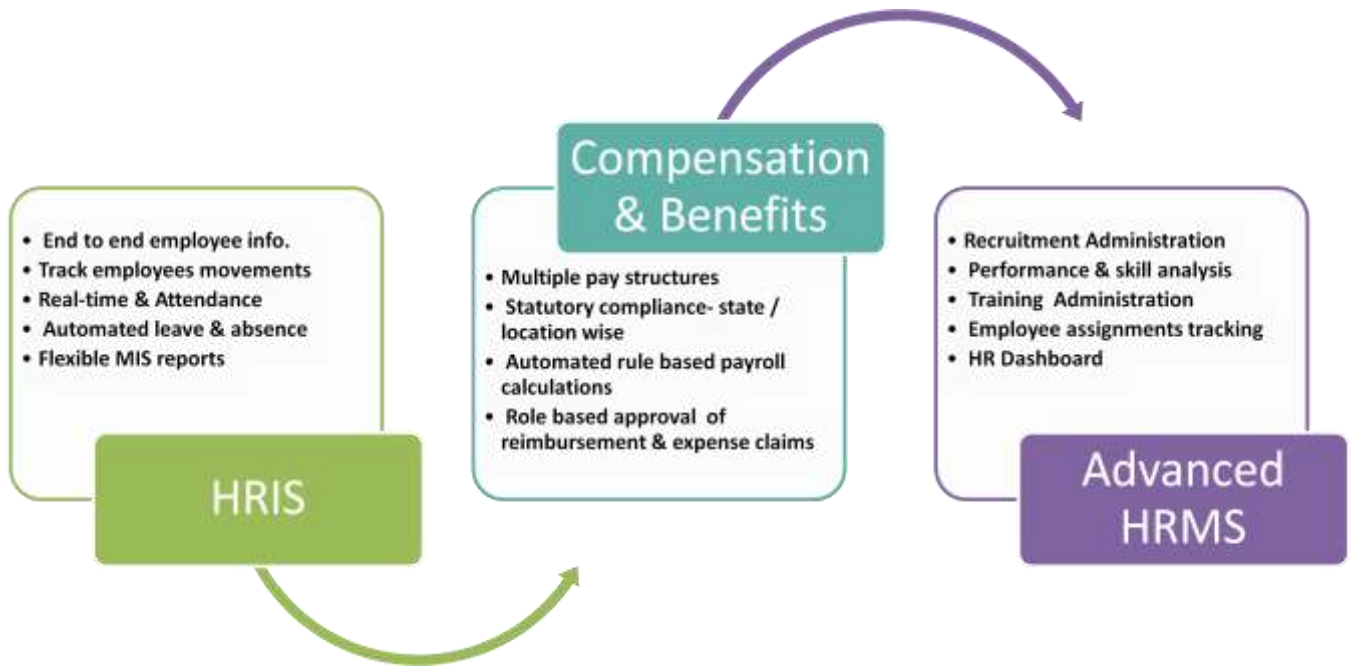 • End to end employee info.
• Track employees movements
• Real-time & Attendance
• Automated leave & absence
• Flexible MIS reports
HRIS
Compensation
& Benefits
• Multiple pay structures
• Statutory compliance- state /
location wise
• Automated rule based payroll
calculations
• Role based approval of
reimbursement & expense claims
• Recruitment Administration
• Performance & skill analysis
• Training Administration
• Employee assignments tracking
• HR Dashboard
Advanced
HRMS